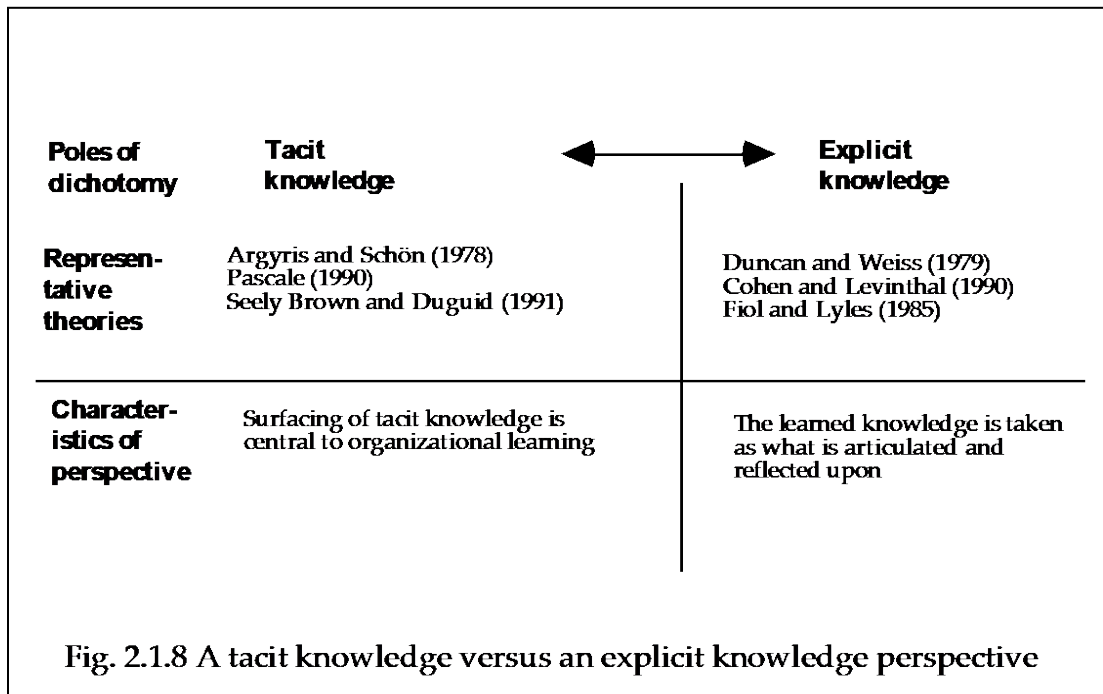 Poles of
dichotomy
Tacit
knowledge
Explicit
knowledge
Represen-
tative
theories
Argyris and Schön (1978)
Pascale (1990)
Seely Brown and Duguid (1991)
Duncan and Weiss (1979)
Cohen and Levinthal (1990)
Fiol and Lyles (1985)
Character-
istics of
perspective
Surfacing of tacit knowledge is
central to organizational learning
The learned knowledge is taken
as what is articulated and
reflected upon
Fig. 2.1.8 A tacit knowledge versus an explicit knowledge perspective